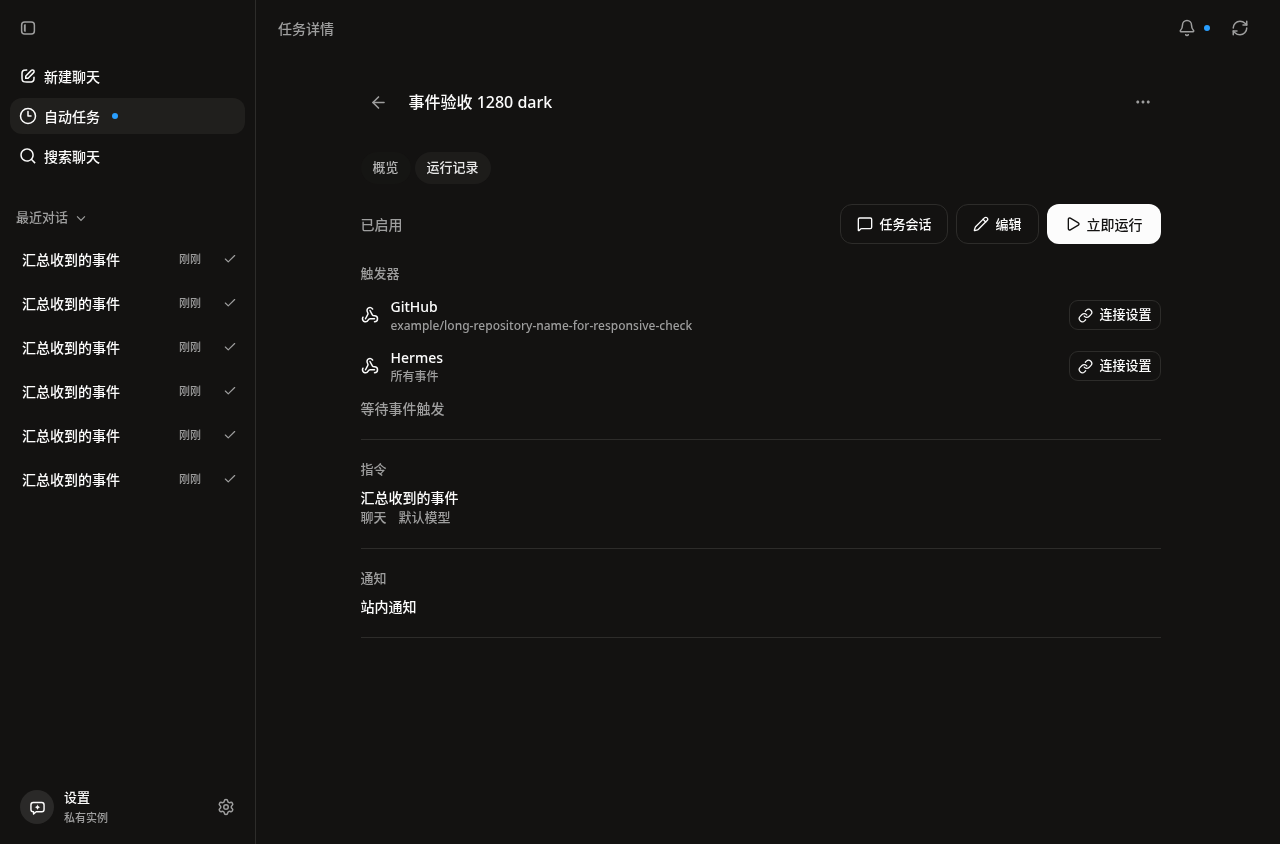 任务详情
新建聊天
自动任务
搜索聊天
最近对话
汇总收到的事件 刚刚
汇总收到的事件 刚刚
汇总收到的事件 刚刚
汇总收到的事件 刚刚
汇总收到的事件 刚刚
汇总收到的事件 刚刚
设置
私有实例
事件验收 1280 dark
概览 运行记录
已启用 任务会话 编辑 立即运行
触发器
GitHub
example/long-repository-name-for-responsive-check
连接设置
Hermes
所有事件
连接设置
等待事件触发
指令
汇总收到的事件
聊天 默认模型
通知
站内通知